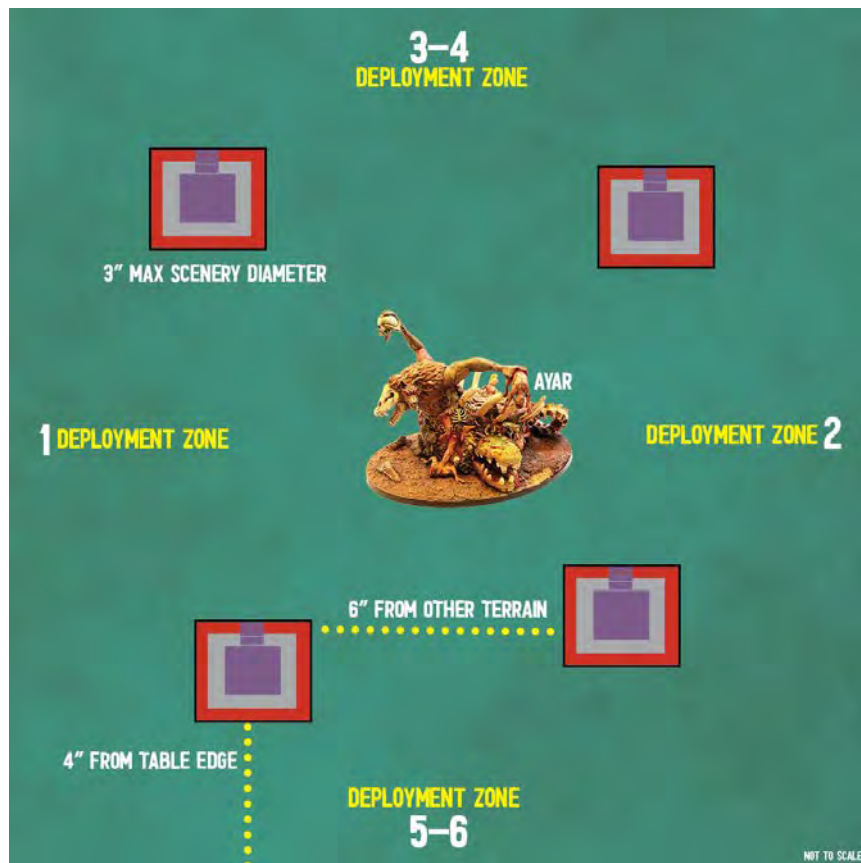 3–4
DEPLOYMENT ZONE
3" MAX SCENERY DIAMETER
AYAR
1 DEPLOYMENT ZONE
DEPLOYMENT ZONE 2
6" FROM OTHER TERRAIN
4" FROM TABLE EDGE
DEPLOYMENT ZONE
5–6
NOT TO SCALE